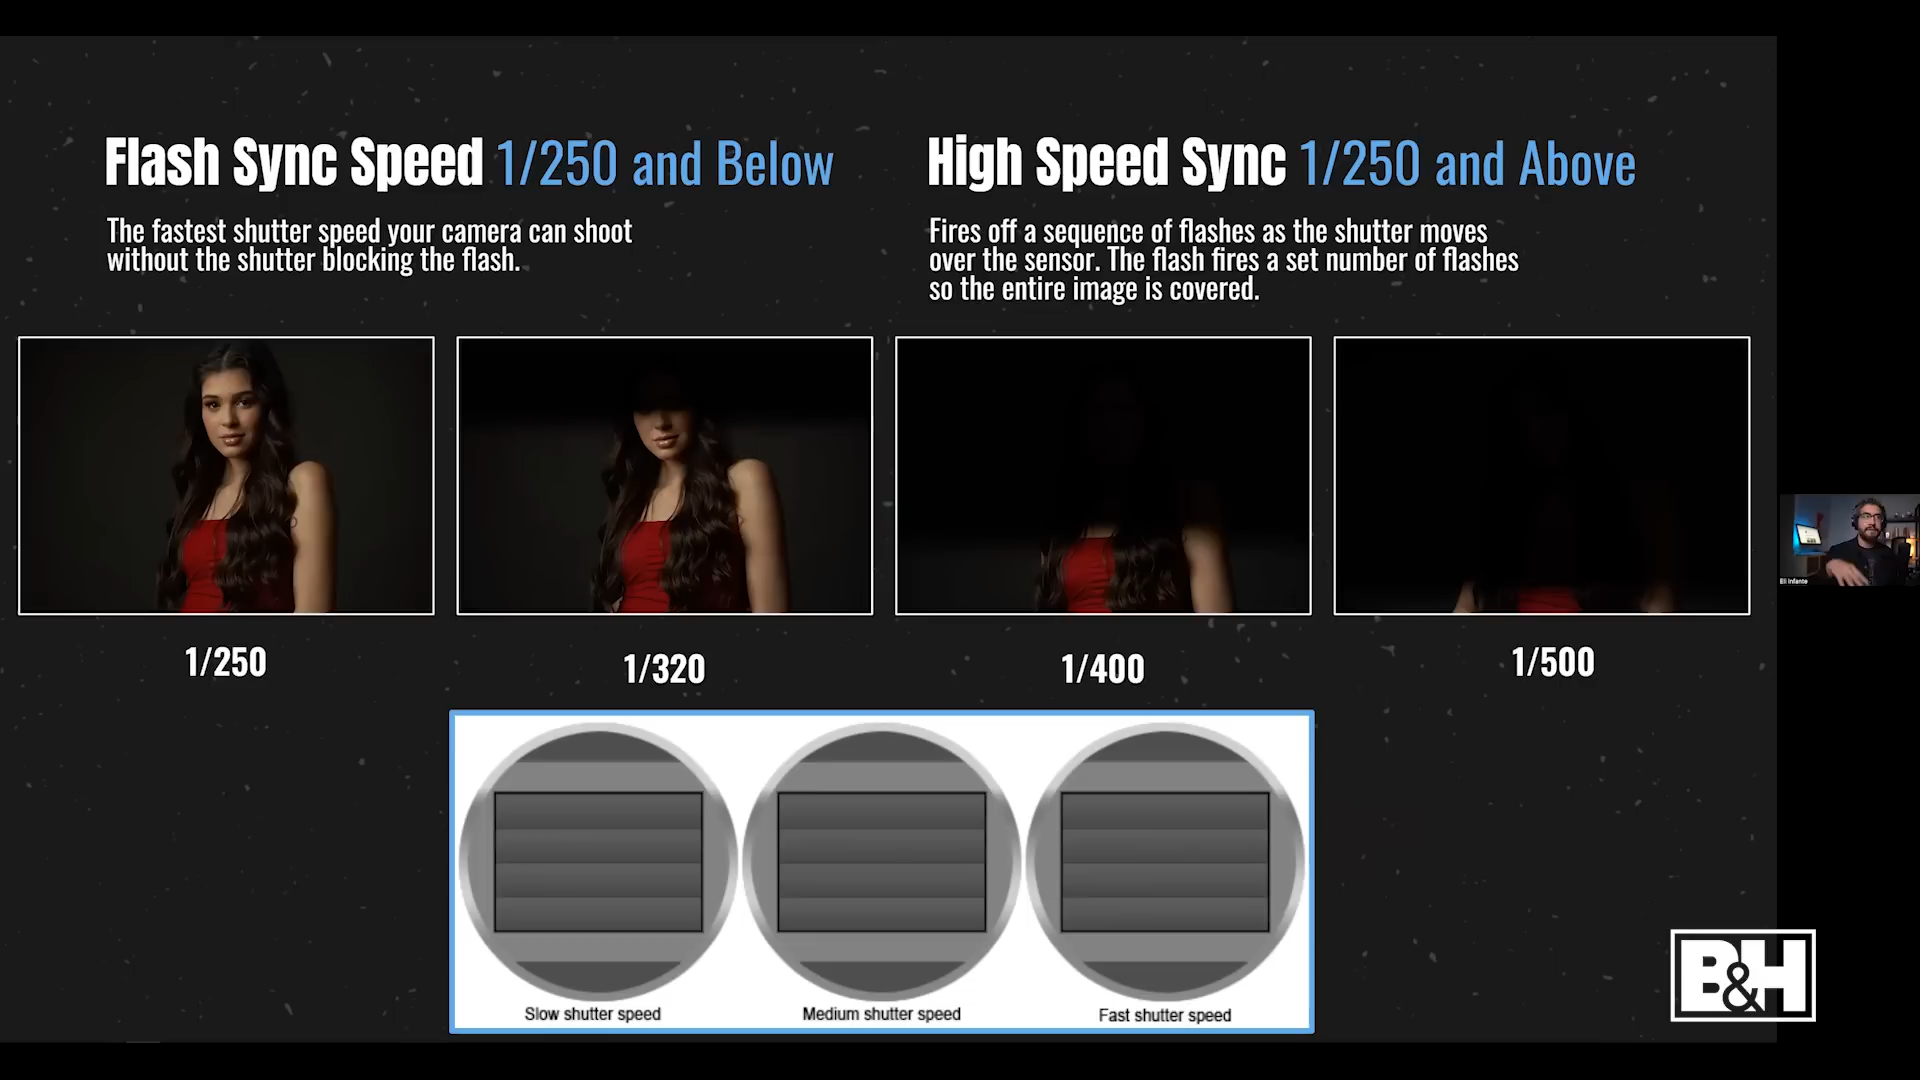 Flash Sync Speed 1/250 and Below
The fastest shutter speed your camera can shoot
without the shutter blocking the flash.
High Speed Sync 1/250 and Above
Fires off a sequence of flashes as the shutter moves
over the sensor. The flash fires a set number of flashes
so the entire image is covered.
1/250
1/320
1/400
1/500
Slow shutter speed
Medium shutter speed
Fast shutter speed
Eli Infante
B&H